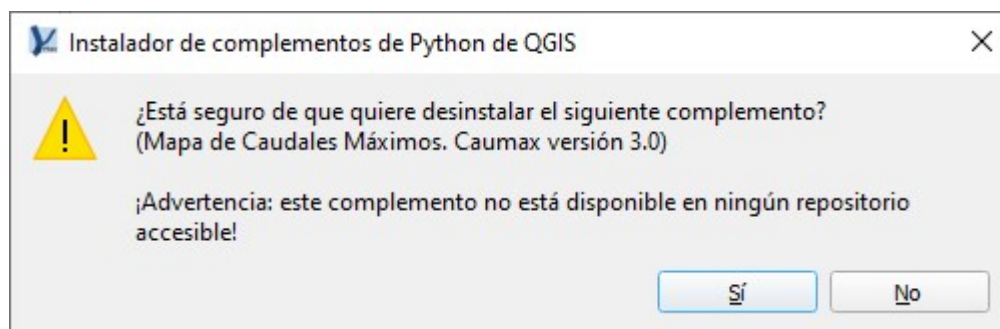 Instalador de complementos de Python de QGIS
¿Está seguro de que quiere desinstalar el siguiente complemento?
(Mapa de Caudales Máximos. Caumax versión 3.0)
¡Advertencia: este complemento no está disponible en ningún repositorio
accesible!
Sí
No